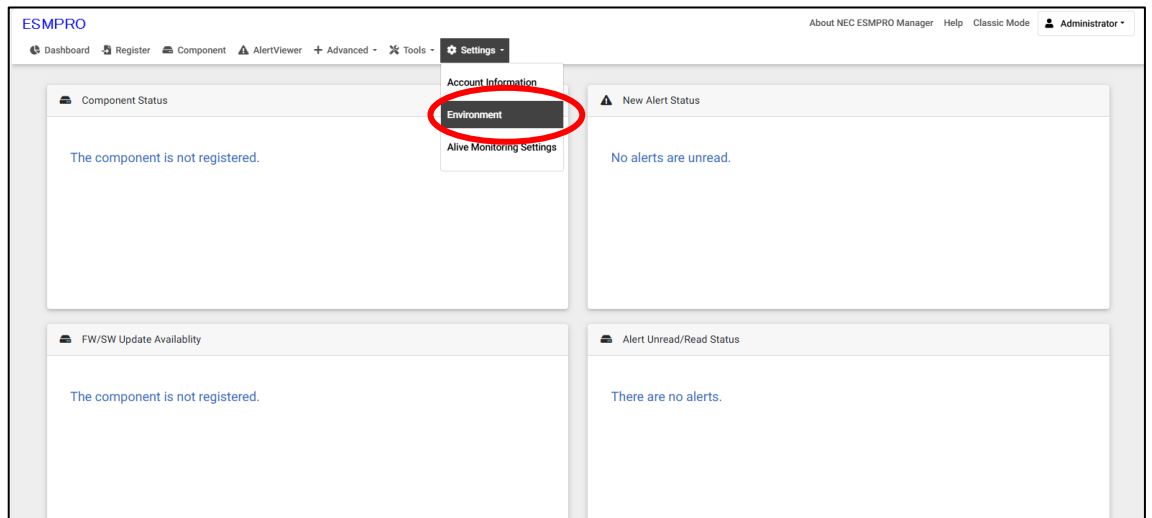 ESMPRO
About NEC ESMPRO Manager Help Classic Mode Administrator
Dashboard Register Component AlertViewer Advanced Tools Settings
Account Information
Environment
Alive Monitoring Settings
Component Status
The component is not registered.
New Alert Status
No alerts are unread.
FW/SW Update Availablity
The component is not registered.
Alert Unread/Read Status
There are no alerts.